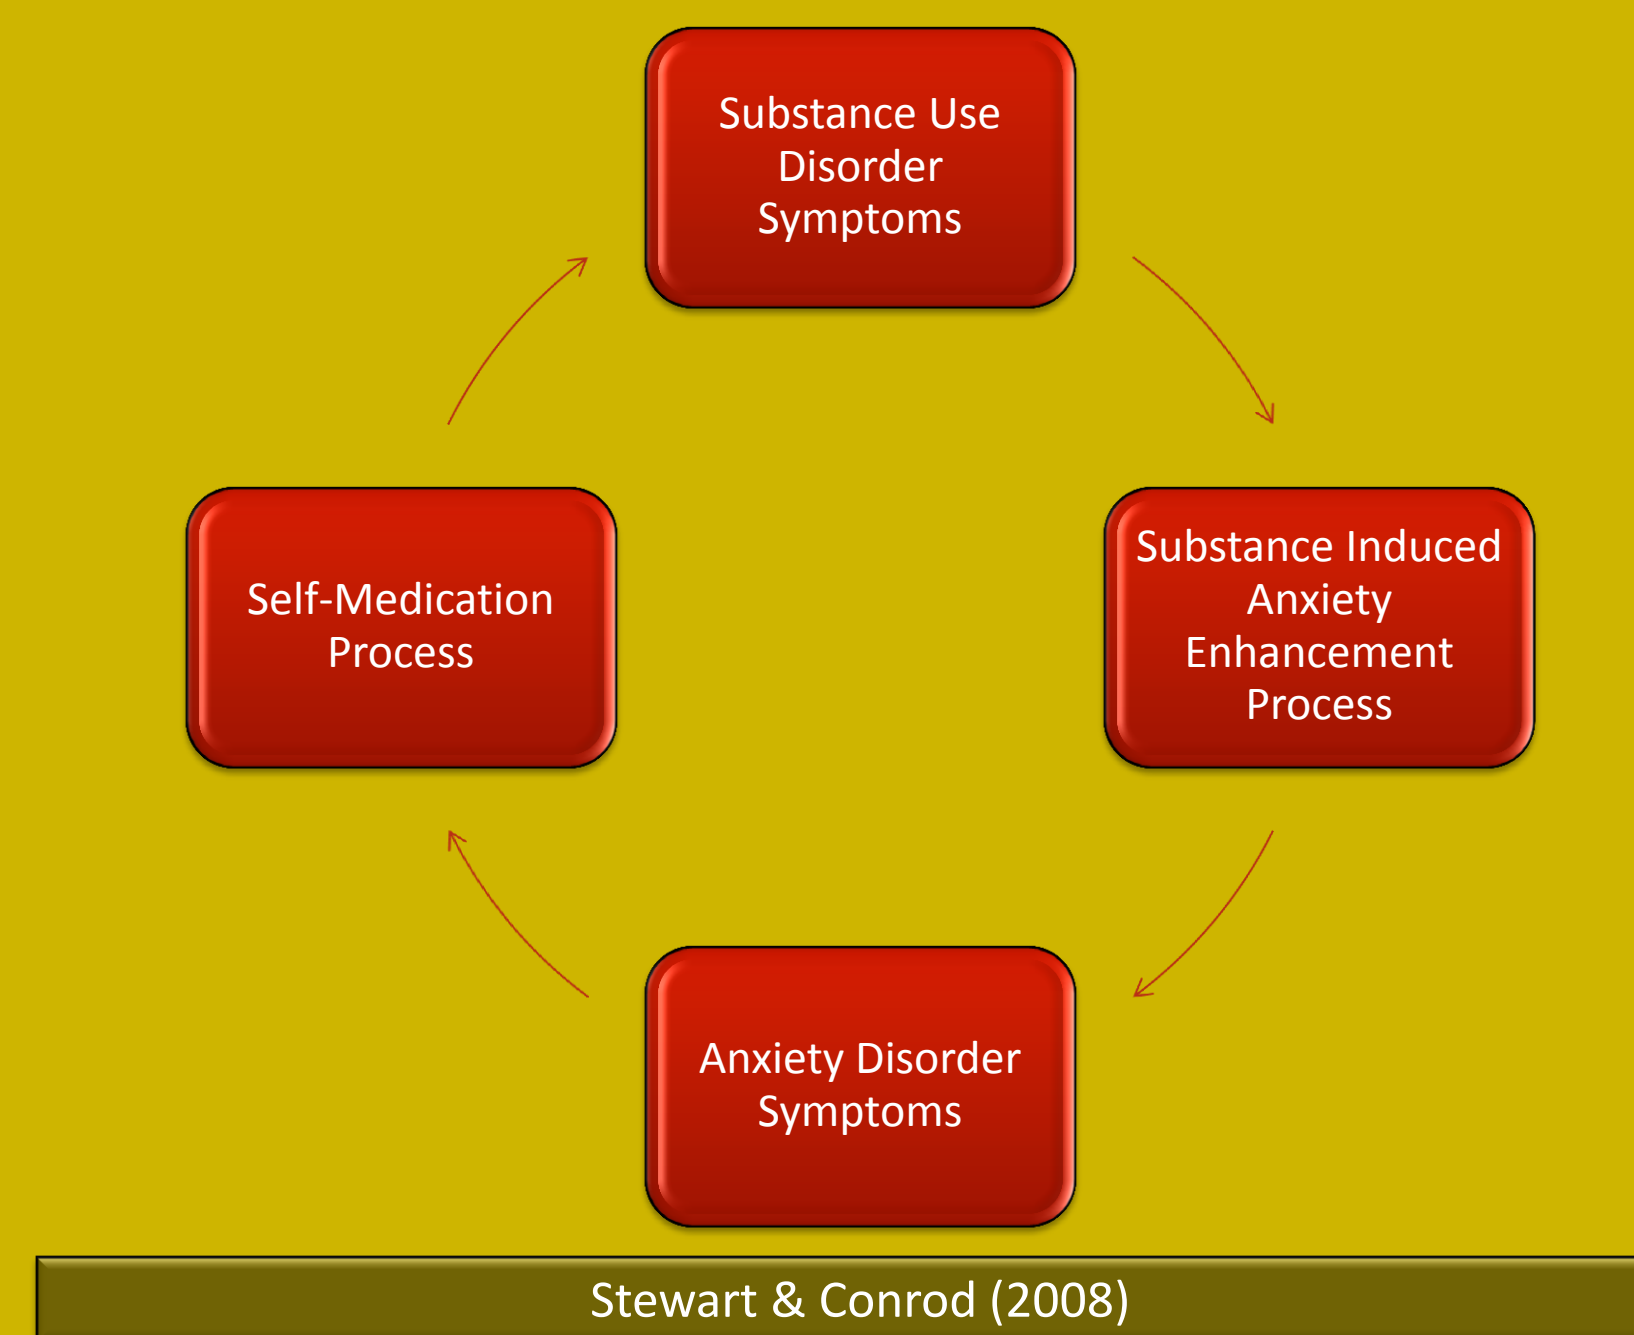 Substance Use
Disorder
Symptoms
Self-Medication
Process
Substance Induced
Anxiety
Enhancement
Process
Anxiety Disorder
Symptoms
Stewart & Conrod (2008)